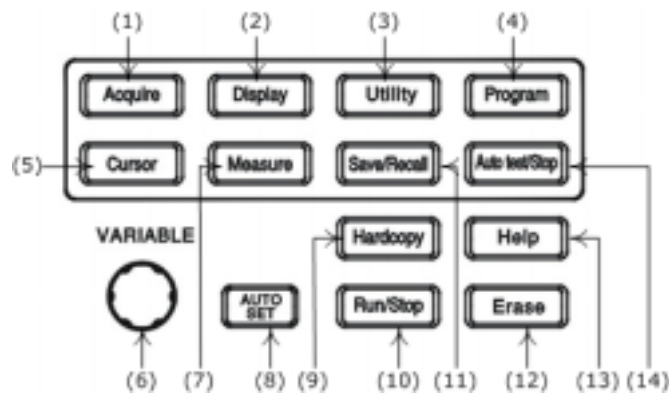 (1) (2) (3) (4)
Acquire Display Utility Program
(5) Cursor Measure Save/Recall Auto test/Stop
VARIABLE Hardcopy Help
AUTO SET Run/Stop Erase
(6) (7) (8) (9) (10) (11) (12) (13) (14)